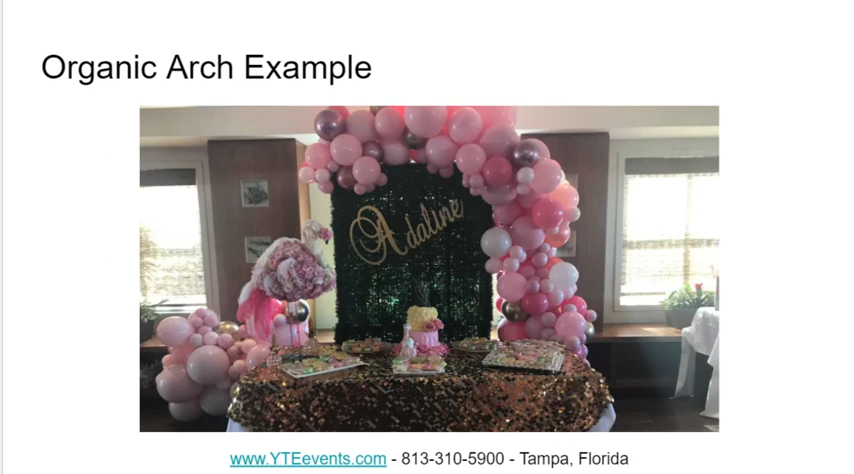 Organic Arch Example
Adaline
www.YTEevents.com - 813-310-5900 - Tampa, Florida